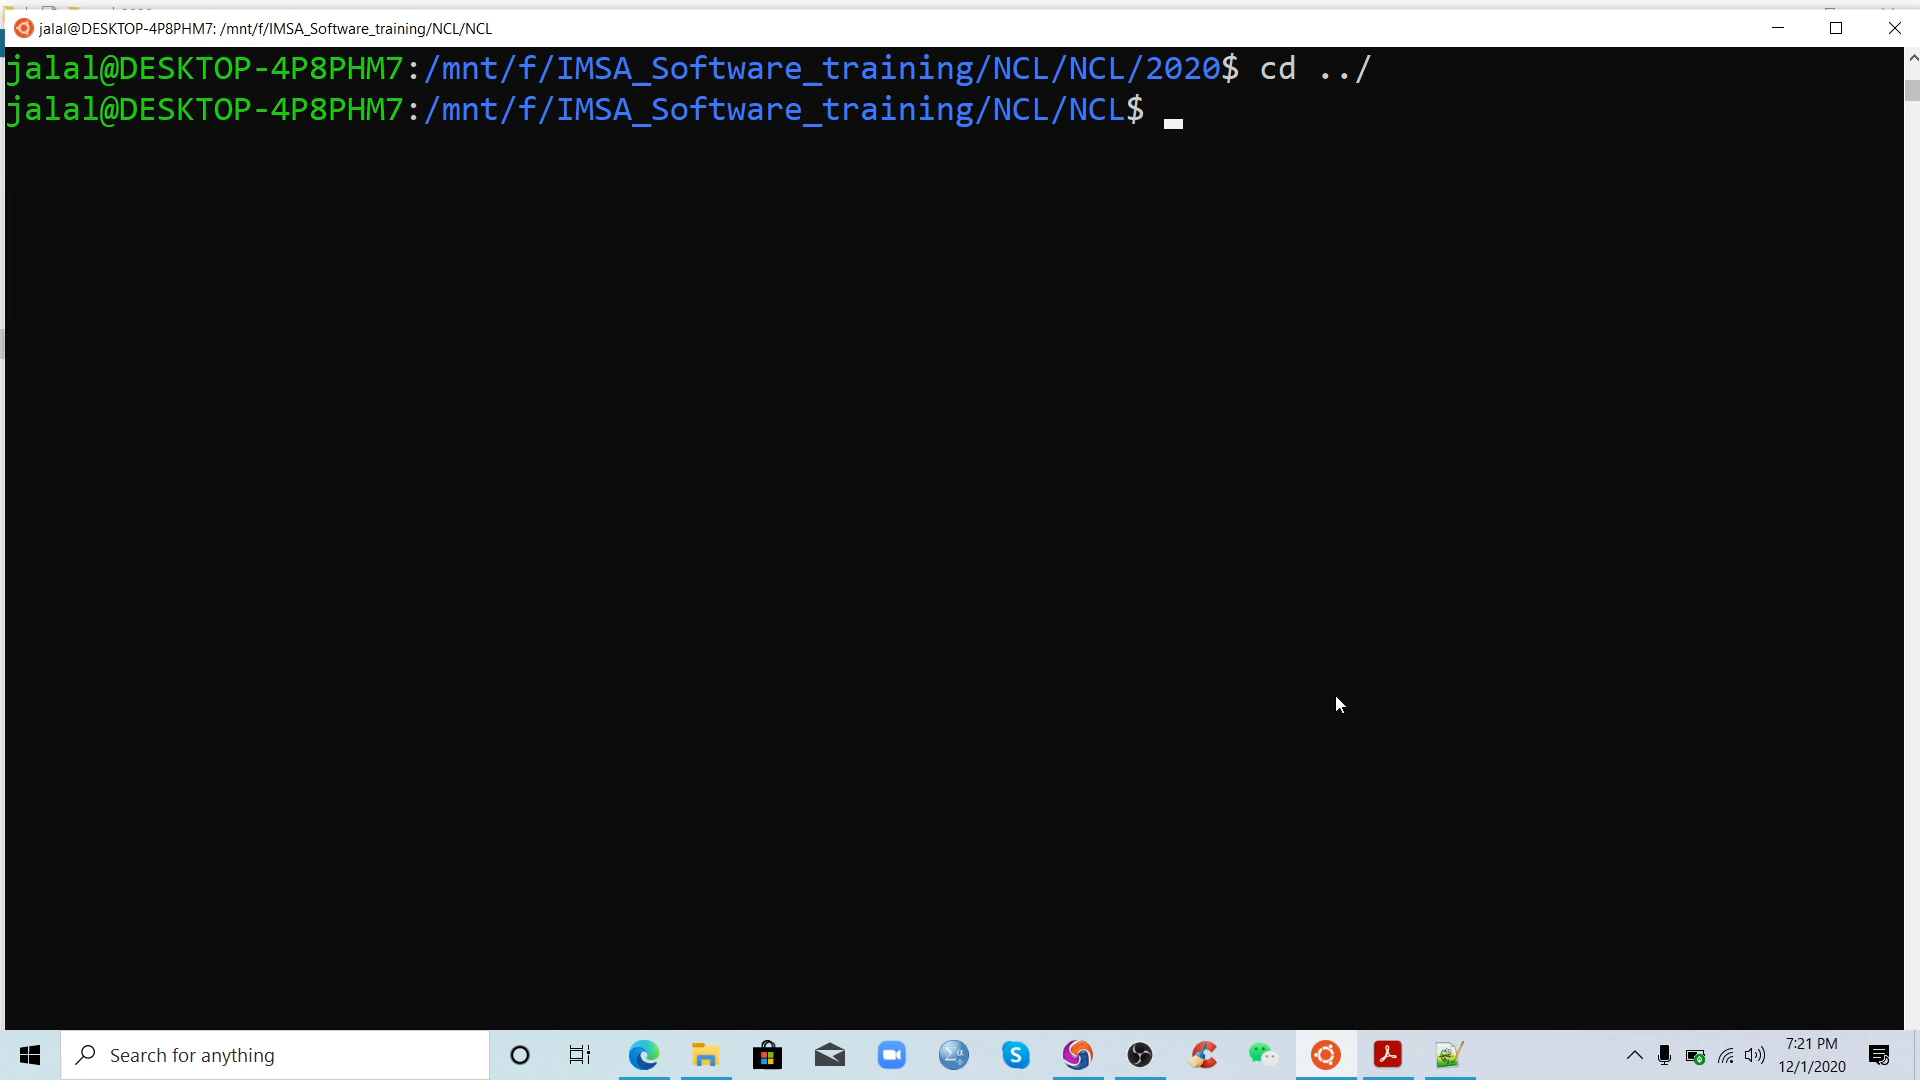 jalal@DESKTOP-4P8PHM7: /mnt/f/IMSA_Software_training/NCL/NCL
jalal@DESKTOP-4P8PHM7:/mnt/f/IMSA_Software_training/NCL/NCL/2020$ cd ../
jalal@DESKTOP-4P8PHM7:/mnt/f/IMSA_Software_training/NCL/NCL$
Search for anything
7:21 PM
12/1/2020